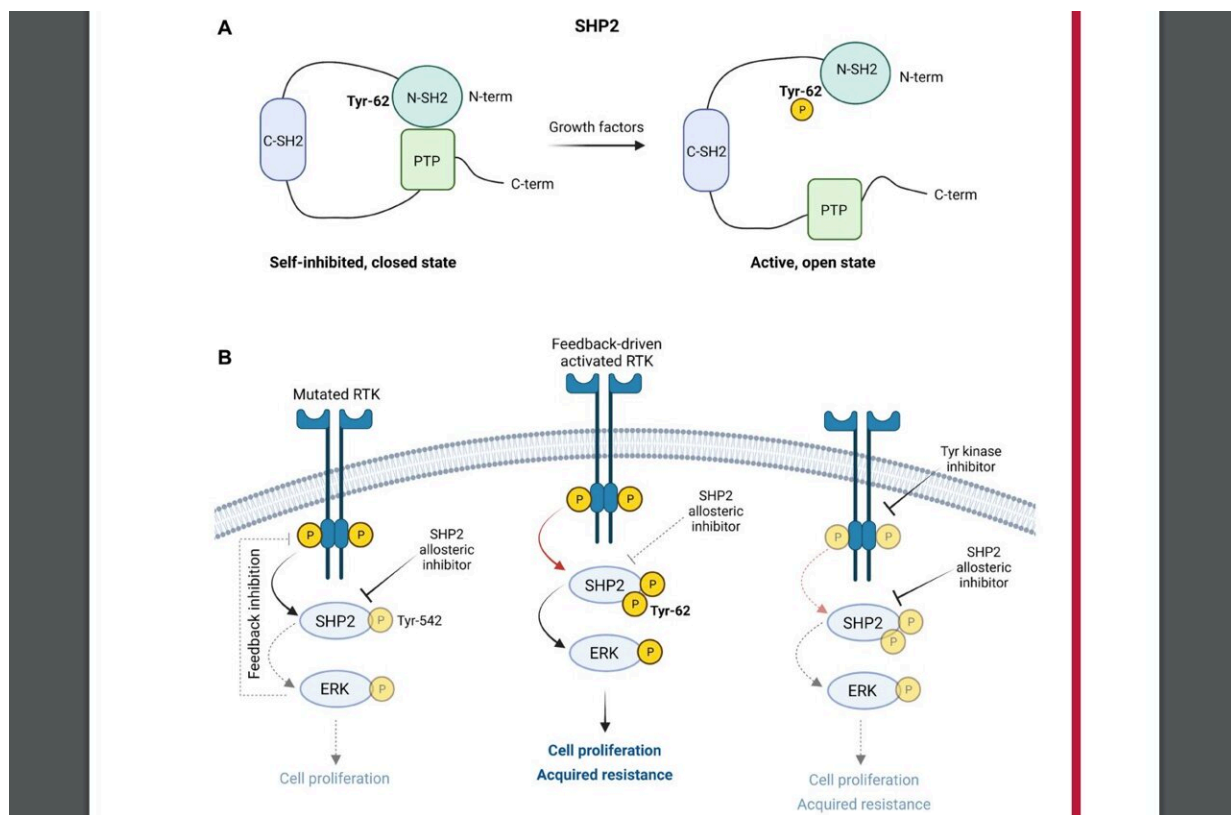 A
SHP2
Tyr-62
N-SH2
N-term
C-SH2
PTP
C-term
Self-inhibited, closed state
Growth factors
N-SH2
N-term
Tyr-62
P
C-SH2
PTP
C-term
Active, open state
B
Mutated RTK
P
P
SHP2
allosteric
inhibitor
Feedback inhibition
SHP2
P
Tyr-542
ERK
P
Cell proliferation
Feedback-driven
activated RTK
P
P
SHP2
allosteric
inhibitor
SHP2
P
P
Tyr-62
ERK
P
Cell proliferation
Acquired resistance
Tyr kinase
inhibitor
P
P
SHP2
allosteric
inhibitor
SHP2
P
P
ERK
P
Cell proliferation
Acquired resistance